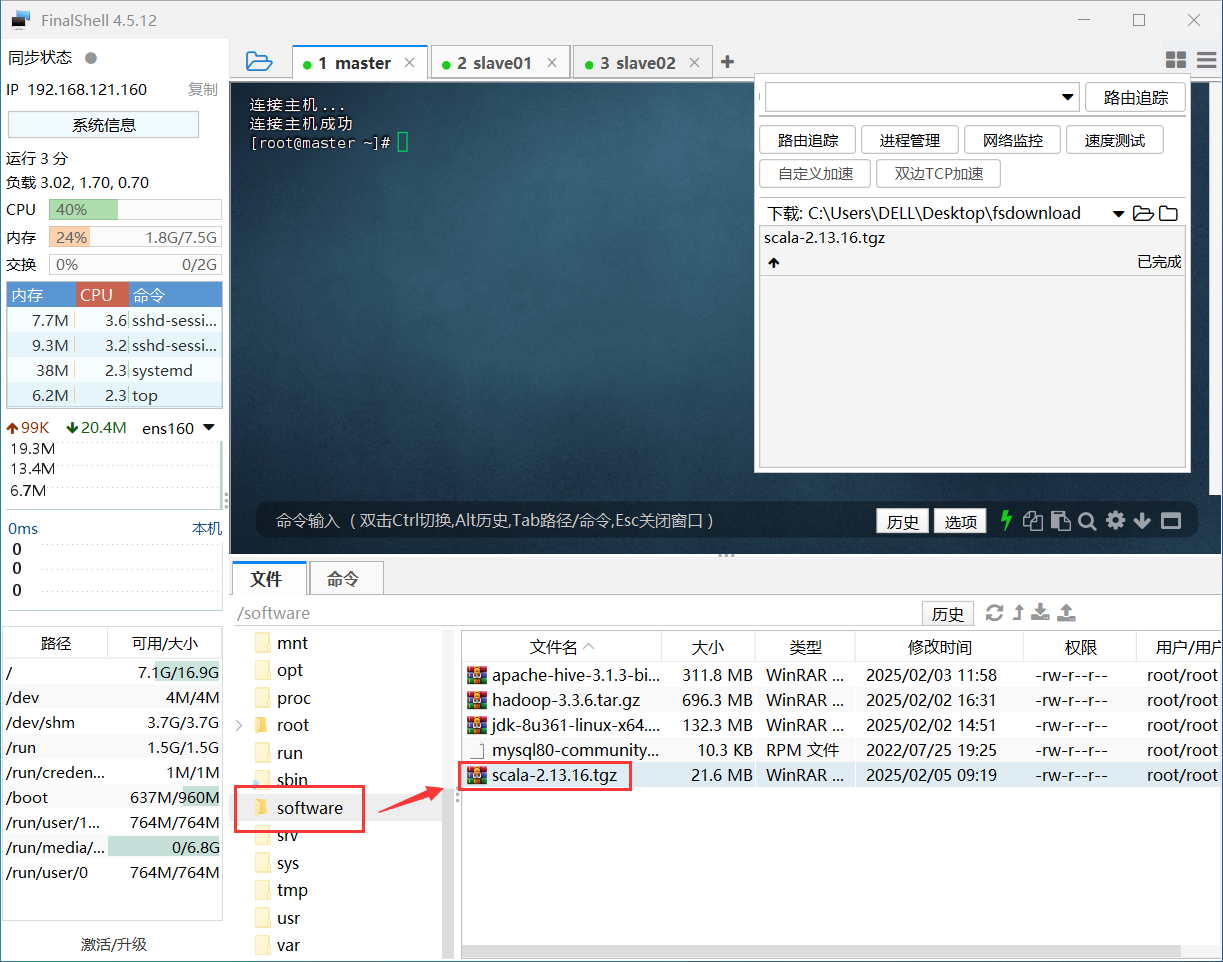 FinalShell 4.5.12
同步状态
IP 192.168.121.160 复制
系统信息
运行 3 分
负载 3.02, 1.70, 0.70
CPU 40%
内存 24% 1.8G/7.5G
交换 0% 0/2G
内存 CPU 命令
7.7M 3.6 sshd-sessi...
9.3M 3.2 sshd-sessi...
38M 2.3 systemd
6.2M 2.3 top
99K 20.4M ens160
19.3M
13.4M
6.7M
0ms 本机
0
0
0
路径 可用/大小
/ 7.1G/16.9G
/dev 4M/4M
/dev/shm 3.7G/3.7G
/run 1.5G/1.5G
/run/creden... 1M/1M
/boot 637M/960M
/run/user/1... 764M/764M
/run/media/... 0/6.8G
/run/user/0 764M/764M
激活/升级
1 master 2 slave01 3 slave02
连接主机...
连接主机成功
[root@master ~]#
路由追踪
路由追踪 进程管理 网络监控 速度测试
自定义加速 双边TCP加速
下载: C:\Users\DELL\Desktop\fsdownload
scala-2.13.16.tgz
已完成
命令输入 (双击Ctrl切换,Alt历史,Tab路径/命令,Esc关闭窗口) 历史 选项
文件 命令
/software 历史
mnt
opt
proc
root
run
sbin
software
srv
sys
tmp
usr
var
文件名 大小 类型 修改时间 权限 用户/用户
apache-hive-3.1.3-bi... 311.8 MB WinRAR ... 2025/02/03 11:58 -rw-r--r-- root/root
hadoop-3.3.6.tar.gz 696.3 MB WinRAR ... 2025/02/02 16:31 -rw-r--r-- root/root
jdk-8u361-linux-x64.... 132.3 MB WinRAR ... 2025/02/02 14:51 -rw-r--r-- root/root
mysql80-community... 10.3 KB RPM 文件 2022/07/25 19:25 -rw-r--r-- root/root
scala-2.13.16.tgz 21.6 MB WinRAR ... 2025/02/05 09:19 -rw-r--r-- root/root